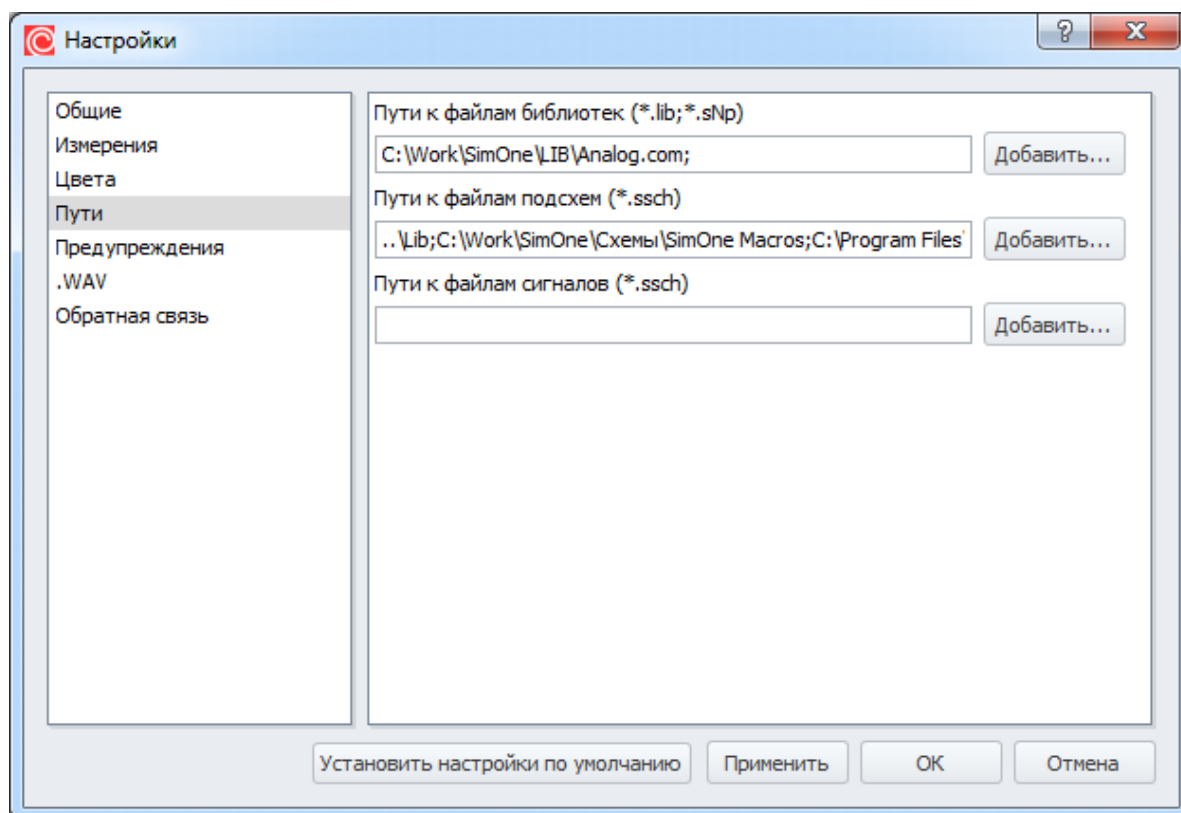 Настройки
Общие
Измерения
Цвета
Пути
Предупреждения
.WAV
Обратная связь
Пути к файлам библиотек (*.lib;*.sNp)
C:\Work\SimOne\LIB\Analog.com;
Добавить...
Пути к файлам подсхем (*.ssch)
..\Lib;C:\Work\SimOne\Схемы\SimOne Macros;C:\Program Files\
Добавить...
Пути к файлам сигналов (*.ssch)
Добавить...
Установить настройки по умолчанию
Применить
ОК
Отмена